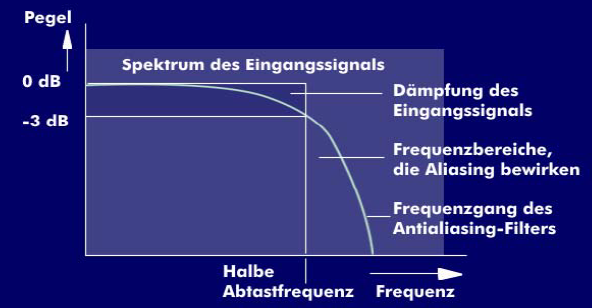 Pegel
Spektrum des Eingangssignals
0 dB
-3 dB
Dämpfung des
Eingangssignals
Frequenzbereiche,
die Aliasing bewirken
Frequenzgang des
Antialiasing-Filters
Halbe
Abtastfrequenz
Frequenz